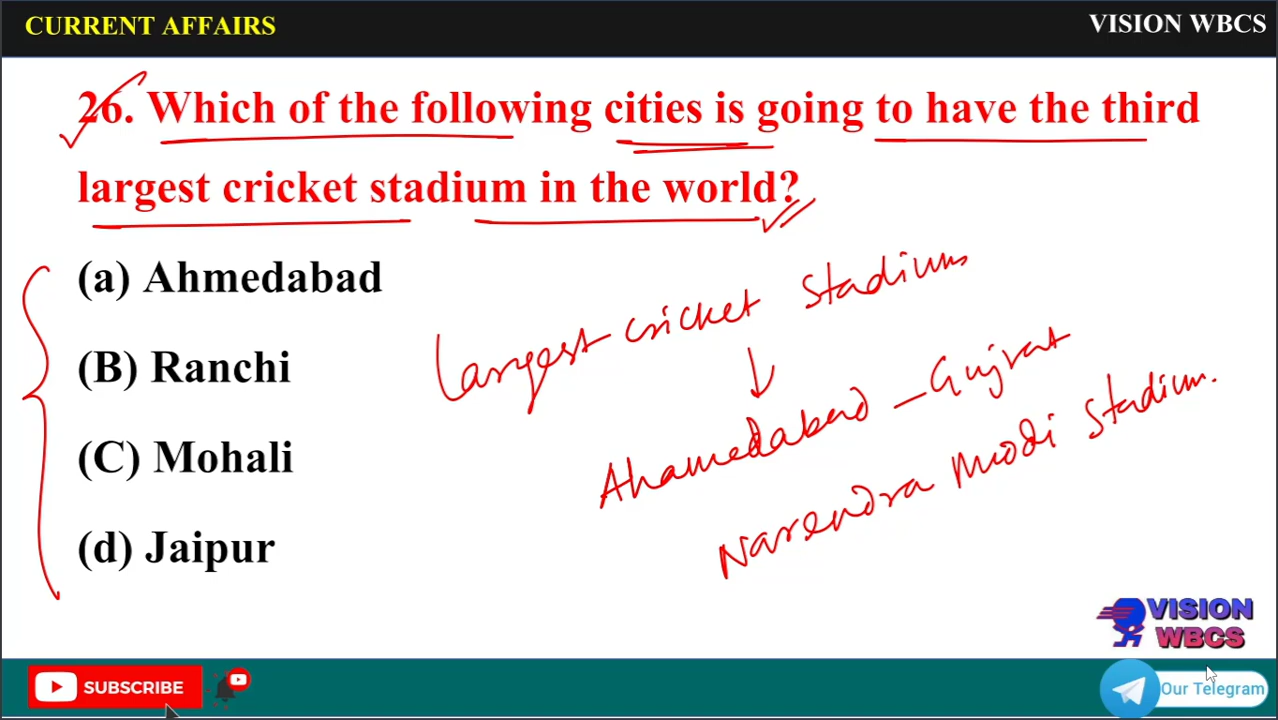 CURRENT AFFAIRS
VISION WBCS
26. Which of the following cities is going to have the third
largest cricket stadium in the world?
(a) Ahmedabad
(B) Ranchi
(C) Mohali
(d) Jaipur
Largest cricket Stadium
Ahamedabad - Gujrat
Narendra Modi Stadium.
VISION
WBCS
SUBSCRIBE
Our Telegram